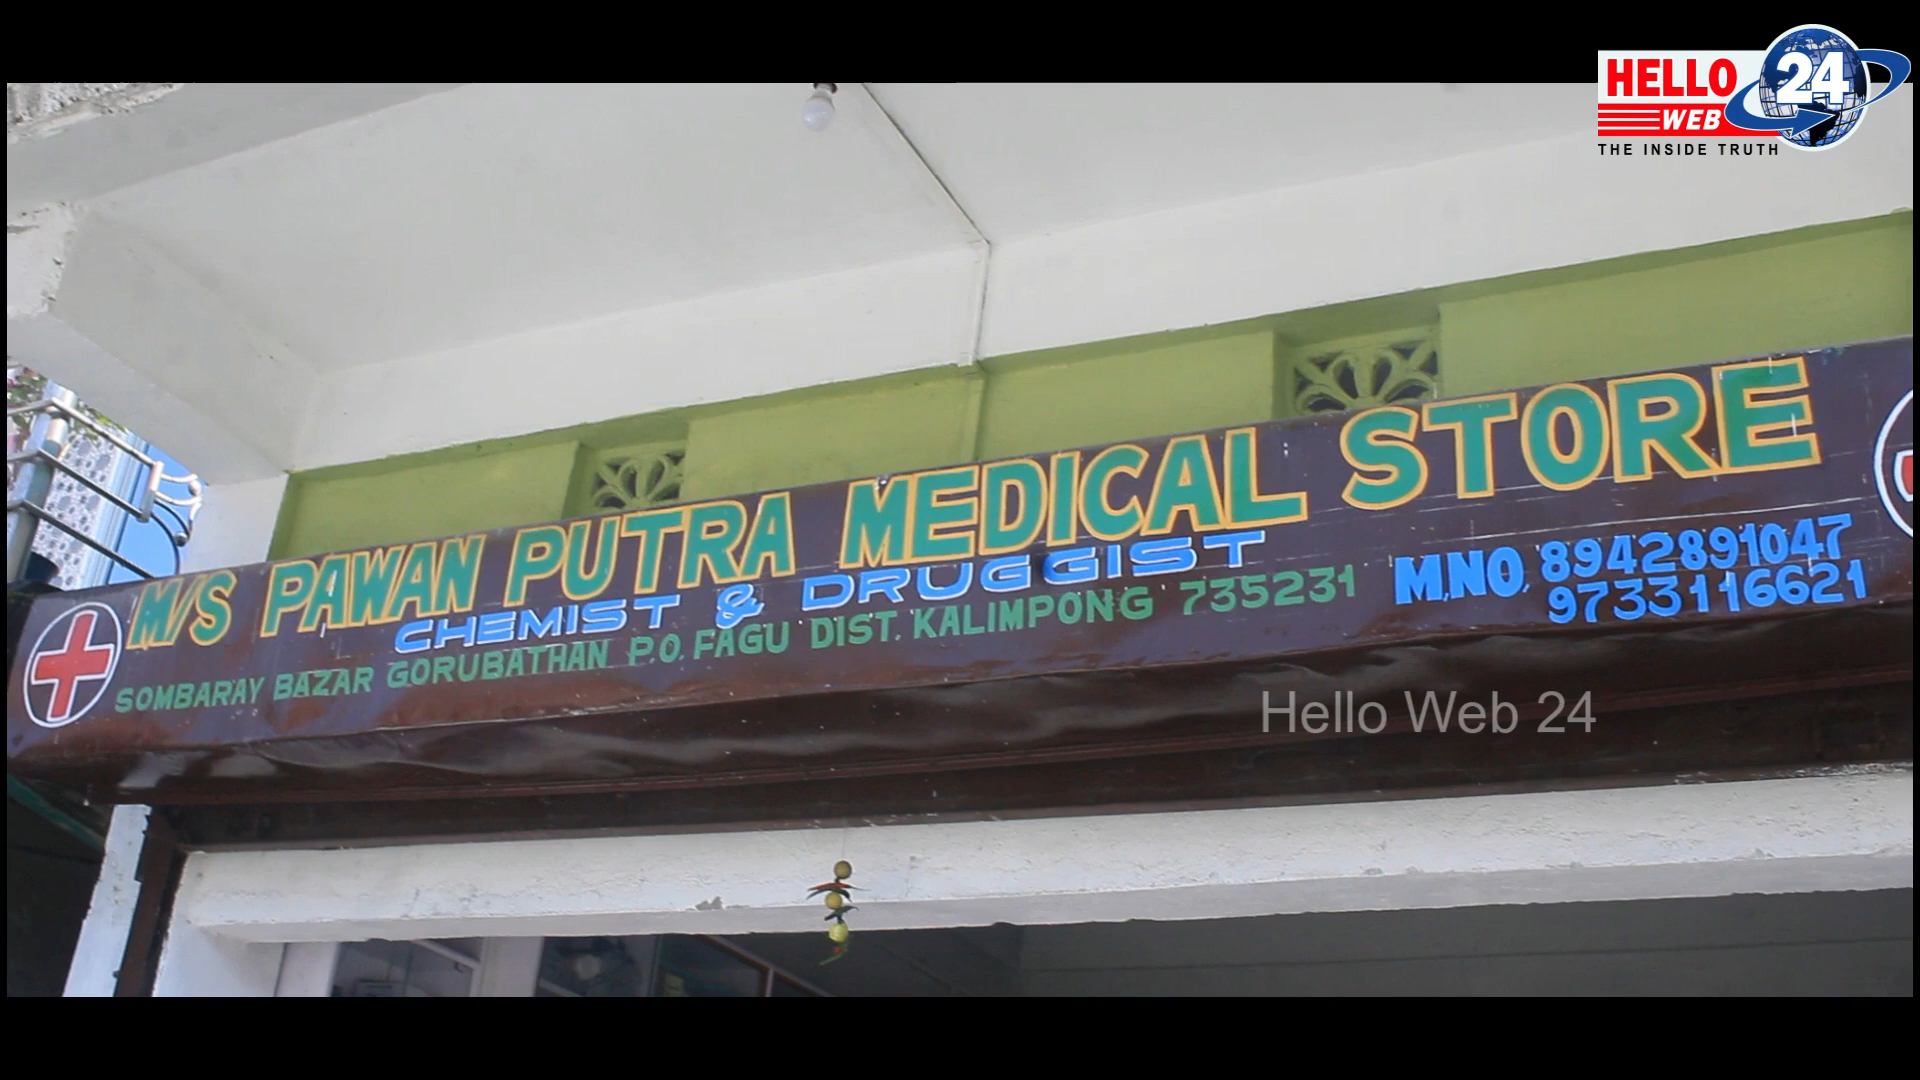 HELLO
24
WEB
THE INSIDE TRUTH
M/S PAWAN PUTRA MEDICAL STORE
CHEMIST & DRUGGIST
SOMBARAY BAZAR GORUBATHAN P.O. FAGU DIST. KALIMPONG 735231
M.NO. 8942891047
9733116621
Hello Web 24